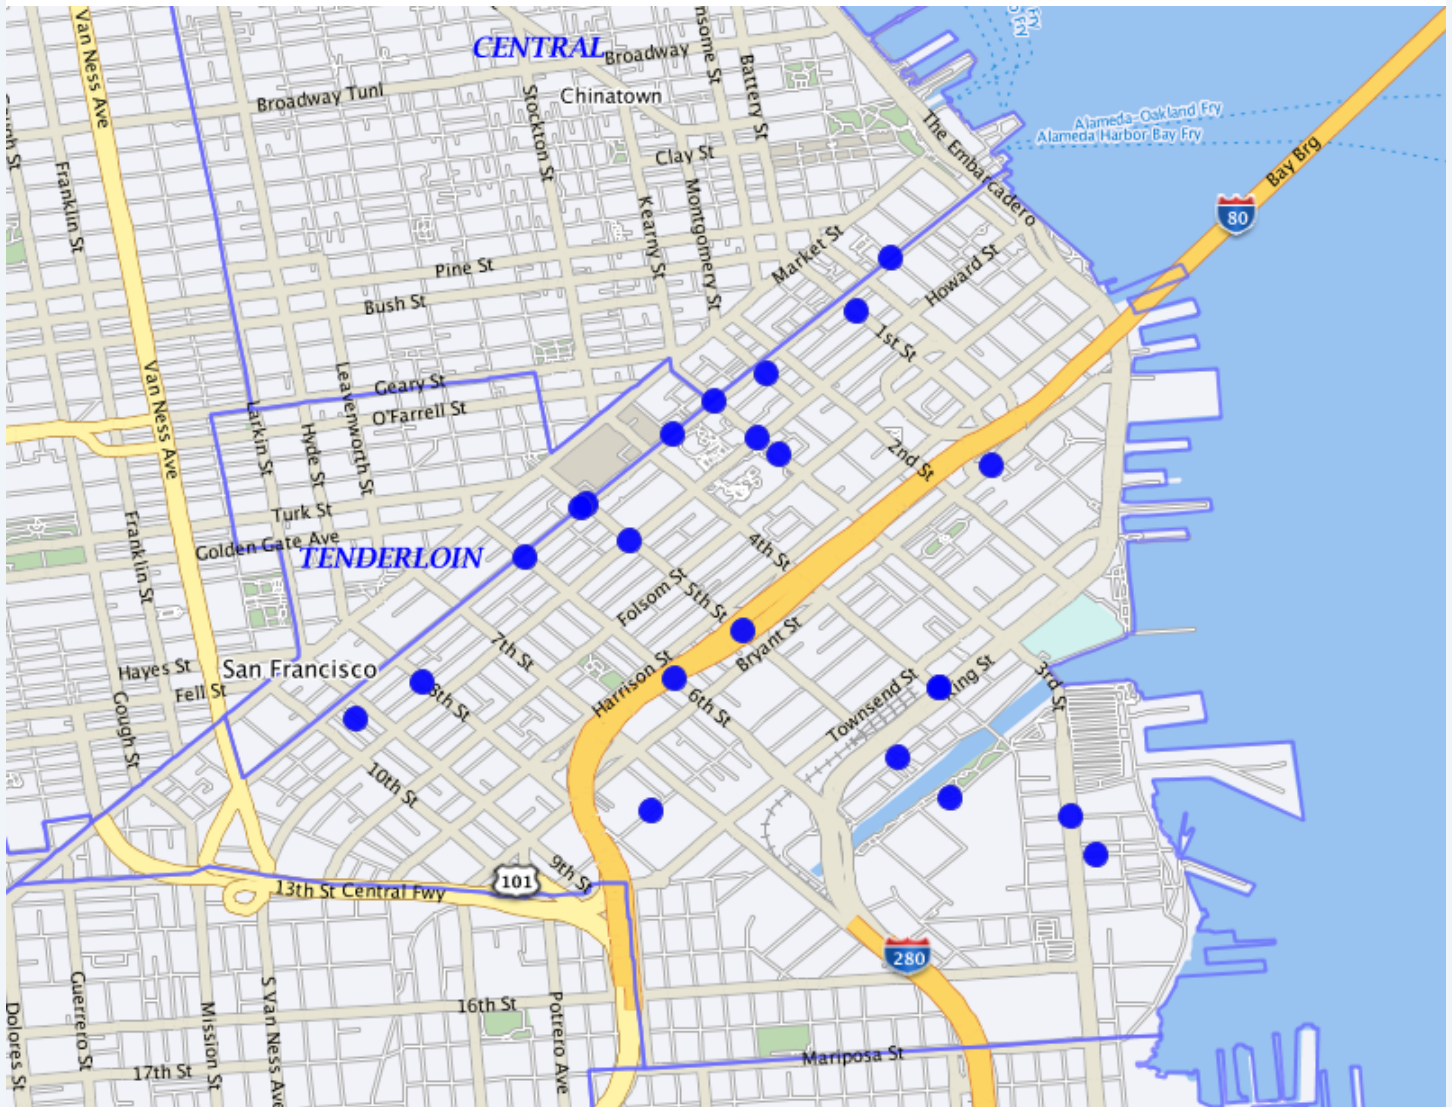 Van Ness Ave
CENTRAL
Broadway
Broadway Tunl
Chinatown
Stockton St
Battery St
Clay St
The Embarcadero
Alameda-Oakland Fry
Alameda Harbor Bay Fry
Bay Brg
80
Franklin St
Kearny St
Montgomery St
Market St
Howard St
Pine St
Bush St
1st St
Van Ness Ave
Larkin St
Hyde St
Leavenworth St
Geary St
O'Farrell St
2nd St
Turk St
Golden Gate Ave
TENDERLOIN
Franklin St
4th St
Folsom St
5th St
Bryant St
7th St
Harrison St
6th St
Hayes St
San Francisco
Fell St
Gough St
8th St
Townsend St
King St
3rd St
10th St
9th St
101
13th St Central Fwy
280
Dolores St
Guerrero St
Mission St
S Van Ness Ave
16th St
17th St
Potrero Ave
Mariposa St